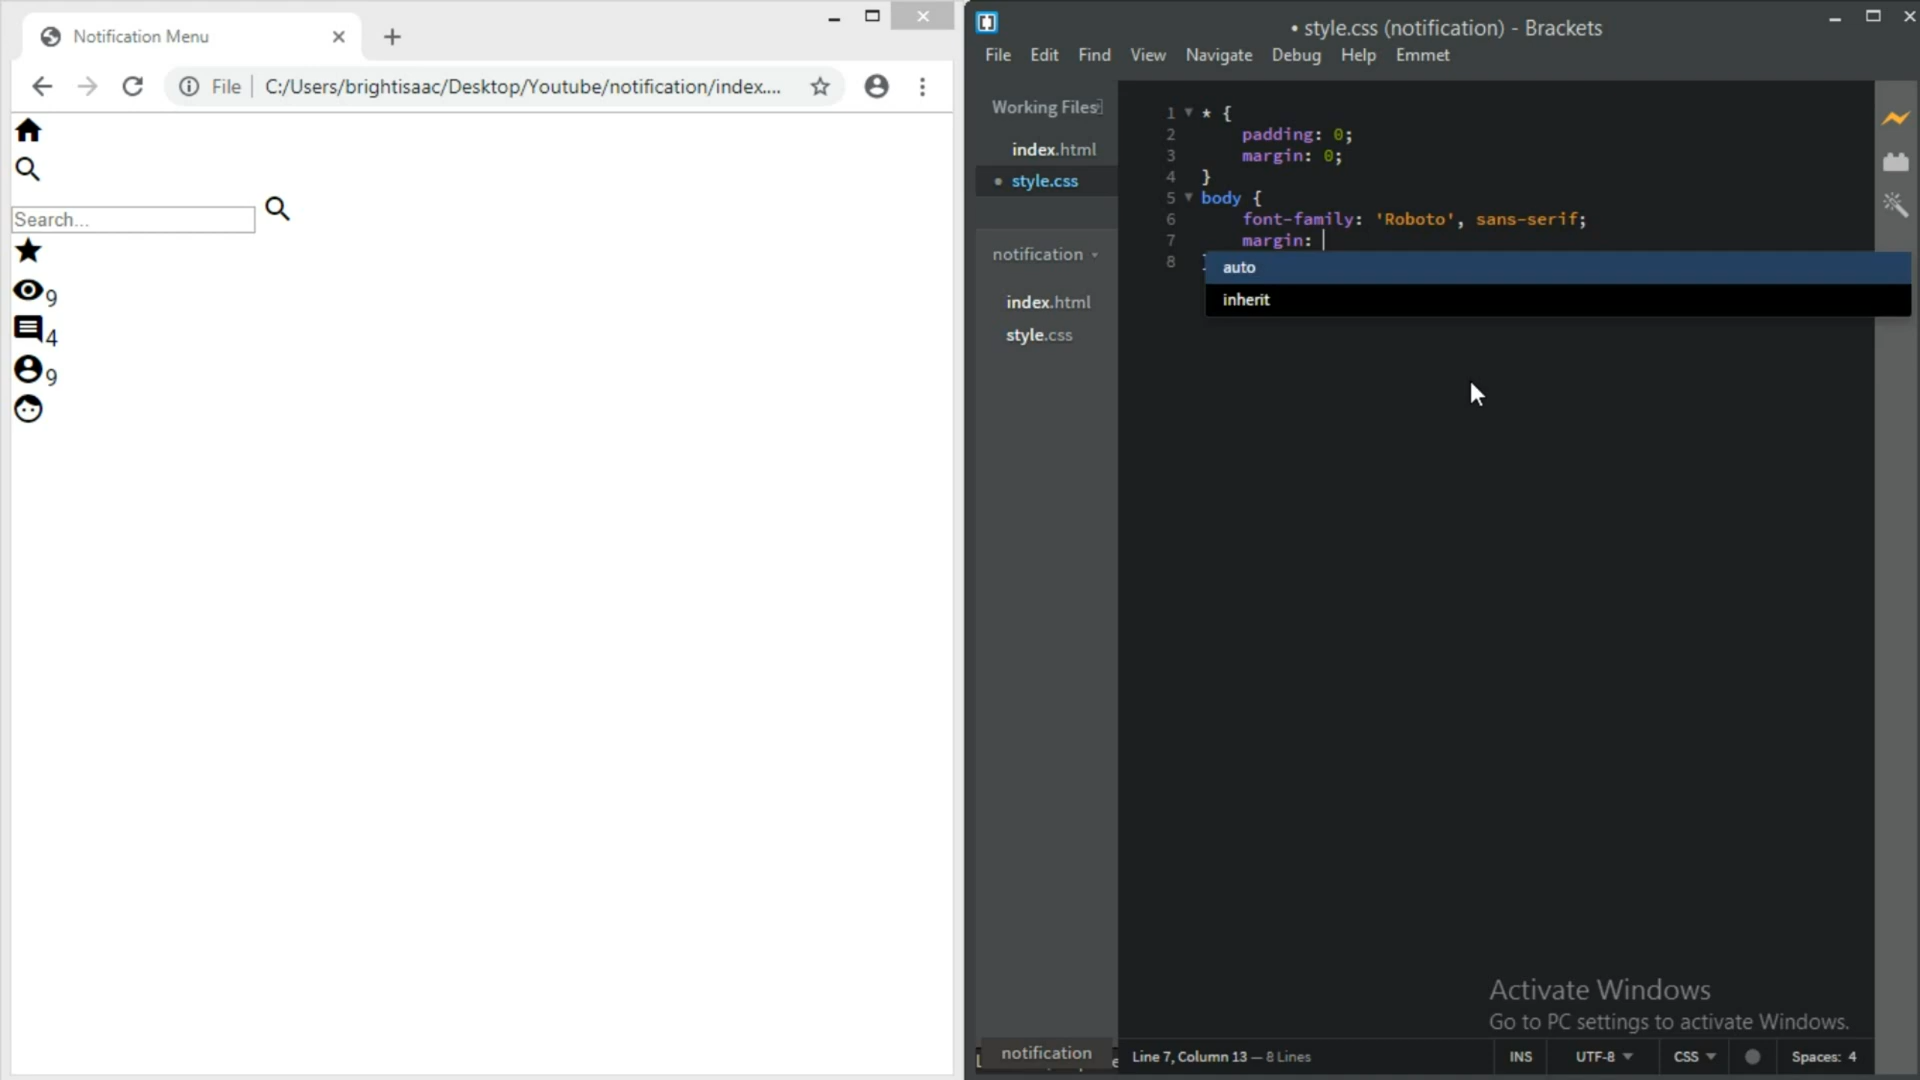 Notification Menu
File
C:/Users/brightisaac/Desktop/Youtube/notification/index....
Search...
9
4
9
• style.css (notification) - Brackets
File Edit Find View Navigate Debug Help Emmet
Working Files
index.html
style.css
notification
index.html
style.css
1 * {
2 padding: 0;
3 margin: 0;
4 }
5 body {
6 font-family: 'Roboto', sans-serif;
7 margin:
8
auto
inherit
Activate Windows
Go to PC settings to activate Windows.
notification
Line 7, Column 13 — 8 Lines
INS UTF-8 CSS Spaces: 4